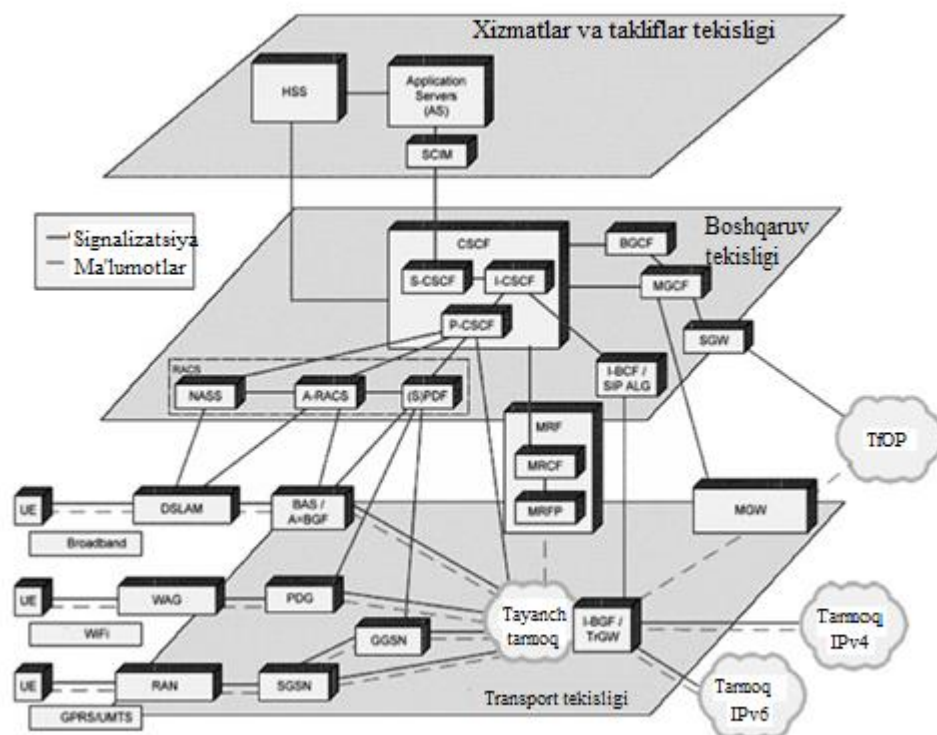 Xizmatlar va takliflar tekisligi
HSS
Application
Servers
(AS)
SCIM
Signalizatsiya
Ma'lumotlar
Boshqaruv
tekisligi
CSCF
BGCF
S-CSCF
I-CSCF
MGCF
P-CSCF
SGW
RACS
NASS
A-RACS
(S)PDF
I-BCF /
SIP ALG
MRF
TfOP
MRCF
UE
DSLAM
BAS /
A=BGF
MRFP
MGW
Broadband
UE
WAG
PDG
Tayanch
tarmoq
I-BGF /
TrGW
Tarmoq
IPv4
WiFi
GGSN
UE
RAN
SGSN
Transport tekisligi
Tarmoq
IPv6
GPRS/UMTS